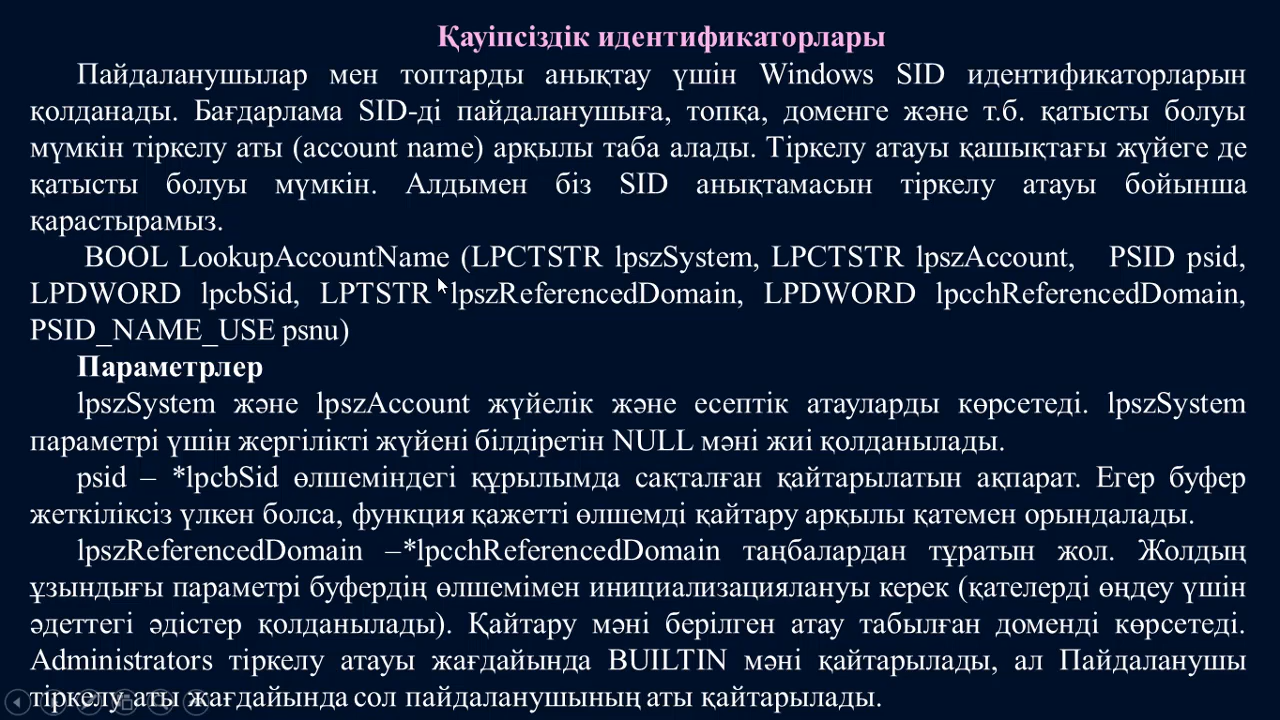 Қауіпсіздік идентификаторлары
Пайдаланушылар мен топтарды анықтау үшін Windows SID идентификаторларын
қолданады. Бағдарлама SID-ді пайдаланушыға, топқа, доменге және т.б. қатысты болуы
мүмкін тіркелу аты (account name) арқылы таба алады. Тіркелу атауы қашықтағы жүйеге де
қатысты болуы мүмкін. Алдымен біз SID анықтамасын тіркелу атауы бойынша
қарастырамыз.
BOOL LookupAccountName (LPCTSTR lpszSystem, LPCTSTR lpszAccount, PSID psid,
LPDWORD lpcbSid, LPTSTR lpszReferencedDomain, LPDWORD lpcchReferencedDomain,
PSID_NAME_USE psnu)
Параметрлер
lpszSystem және lpszAccount жүйелік және есептік атауларды көрсетеді. lpszSystem
параметрі үшін жергілікті жүйені білдіретін NULL мәні жиі қолданылады.
psid – *lpcbSid өлшеміндегі құрылымда сақталған қайтарылатын ақпарат. Егер буфер
жеткіліксіз үлкен болса, функция қажетті өлшемді қайтару арқылы қатемен орындалады.
lpszReferencedDomain –*lpcchReferencedDomain таңбалардан тұратын жол. Жолдың
ұзындығы параметрі буфердің өлшемімен инициализациялануы керек (қателерді өңдеу үшін
әдеттегі әдістер қолданылады). Қайтару мәні берілген атау табылған доменді көрсетеді.
Administrators тіркелу атауы жағдайында BUILTIN мәні қайтарылады, ал Пайдаланушы
тіркелу аты жағдайында сол пайдаланушының аты қайтарылады.